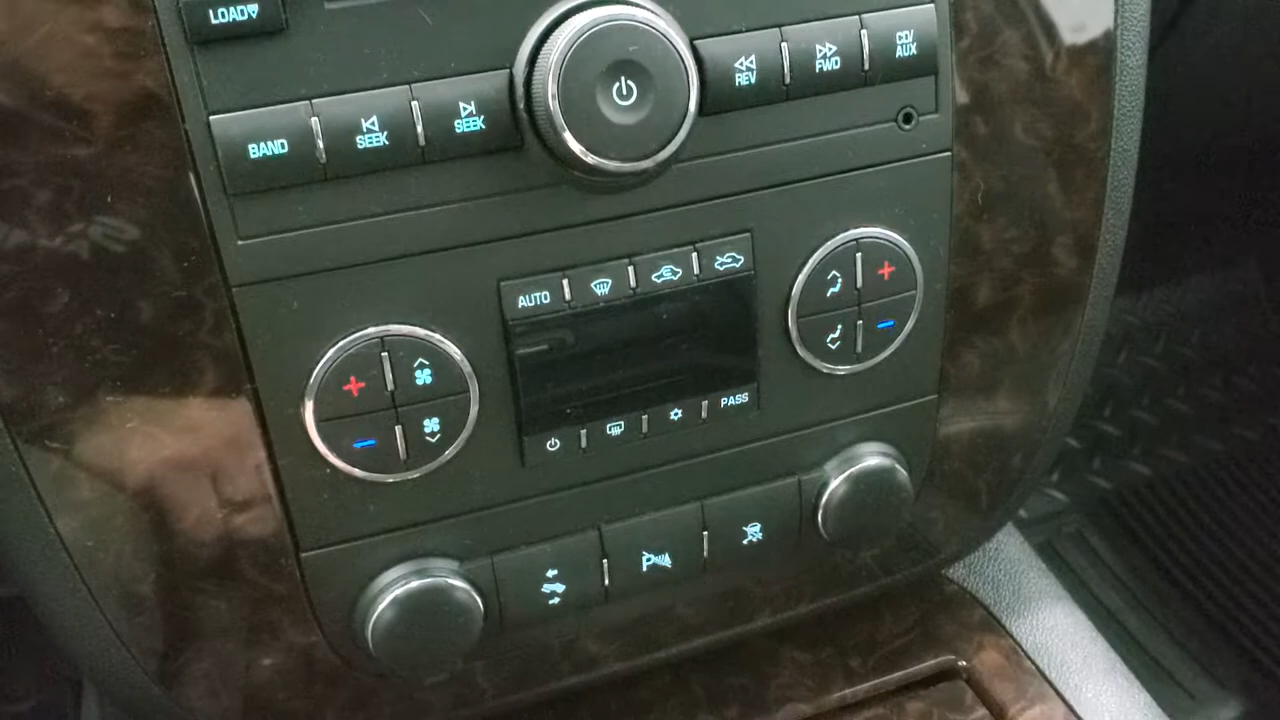 LOAD
BAND
SEEK
SEEK
REV
FWD
CD/
AUX
AUTO
PASS
P